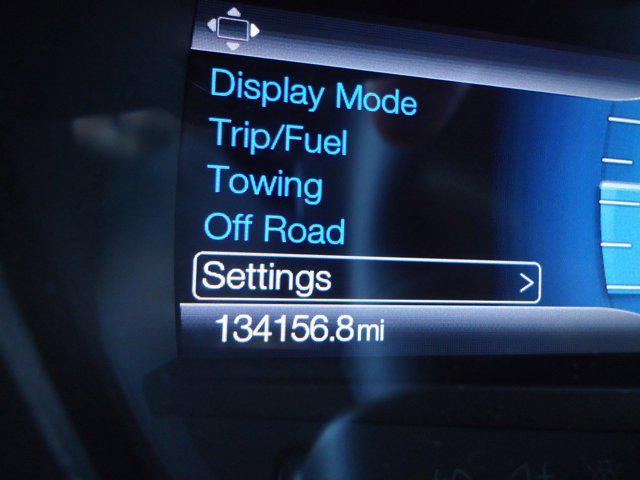 Display Mode
Trip/Fuel
Towing
Off Road
Settings >
134156.8mi